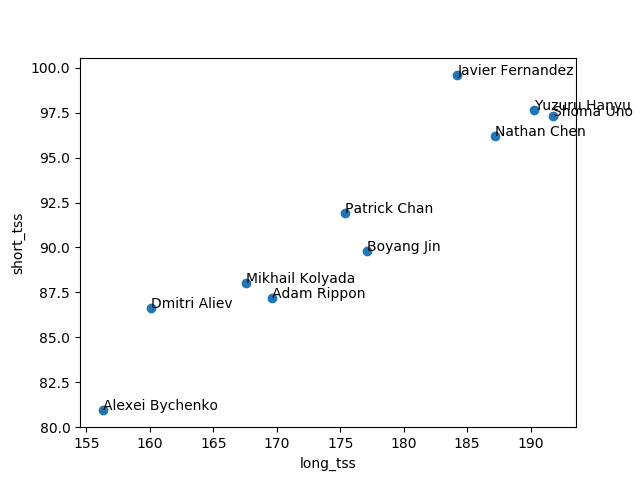 100.0
97.5
95.0
92.5
90.0
87.5
85.0
82.5
80.0
short_tss
Javier Fernandez
Yuzuru Hanyu
Shoma Uno
Nathan Chen
Patrick Chan
Boyang Jin
Mikhail Kolyada
Adam Rippon
Dmitri Aliev
Alexei Bychenko
155 160 165 170 175 180 185 190
long_tss